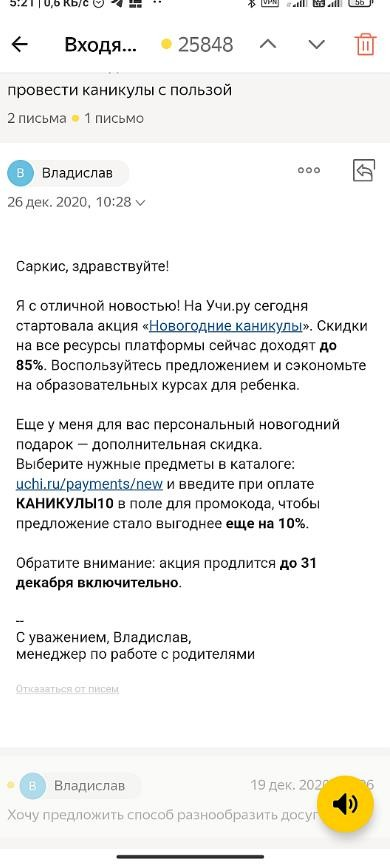 5:21 | 0,6 КБ/с
VPN
56
Входя... 25848
провести каникулы с пользой
2 письма 1 письмо
В Владислав
26 дек. 2020, 10:28
Саркис, здравствуйте!
Я с отличной новостью! На Учи.ру сегодня
стартовала акция «Новогодние каникулы». Скидки
на все ресурсы платформы сейчас доходят до
85%. Воспользуйтесь предложением и сэкономьте
на образовательных курсах для ребенка.
Еще у меня для вас персональный новогодний
подарок — дополнительная скидка.
Выберите нужные предметы в каталоге:
uchi.ru/payments/new и введите при оплате
КАНИКУЛЫ10 в поле для промокода, чтобы
предложение стало выгоднее еще на 10%.
Обратите внимание: акция продлится до 31
декабря включительно.
--
С уважением, Владислав,
менеджер по работе с родителями
Отказаться от писем
В Владислав 19 дек. 2020
Хочу предложить способ разнообразить досуг